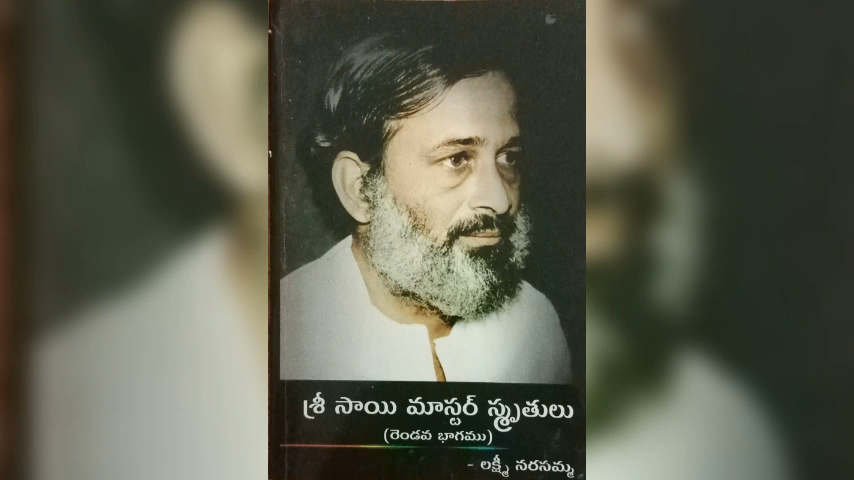 శ్రీ సాయి మాస్టర్ స్మృతులు
(రెండవ భాగము)
- లక్ష్మీ నరసమ్మ